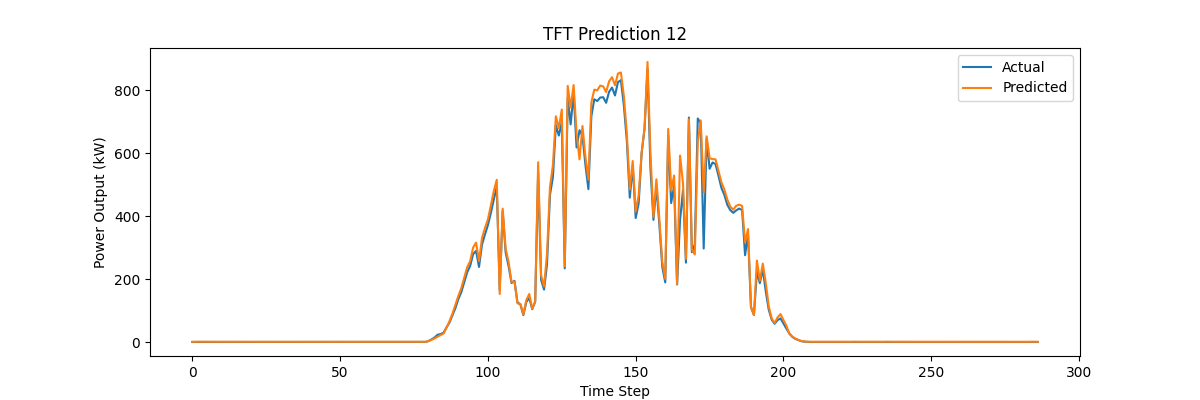 TFT Prediction 12
Actual
Predicted
Power Output (kW)
800
600
400
200
0
0 50 100 150 200 250 300
Time Step